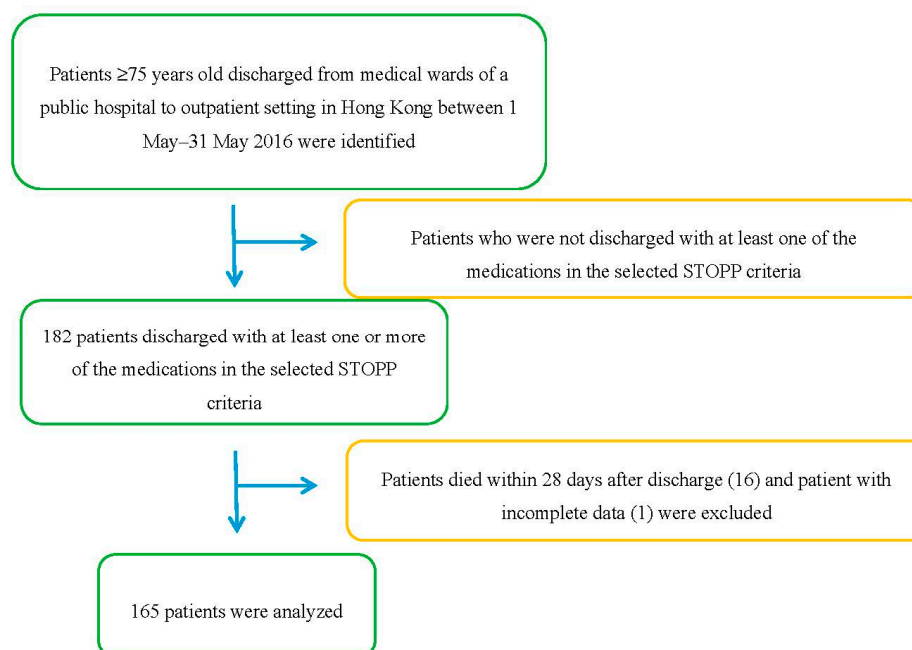 Patients ≥75 years old discharged from medical wards of a
public hospital to outpatient setting in Hong Kong between 1
May–31 May 2016 were identified
Patients who were not discharged with at least one of the
medications in the selected STOPP criteria
182 patients discharged with at least one or more
of the medications in the selected STOPP
criteria
Patients died within 28 days after discharge (16) and patient with
incomplete data (1) were excluded
165 patients were analyzed